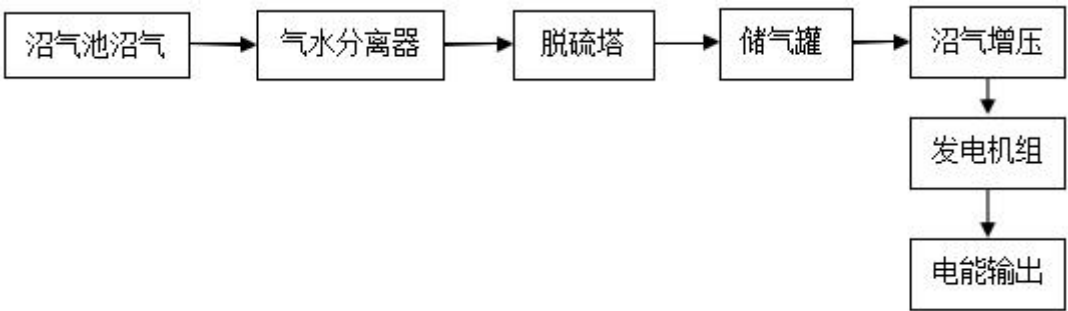 沼气池沼气
气水分离器
脱硫塔
储气罐
沼气增压
发电机组
电能输出